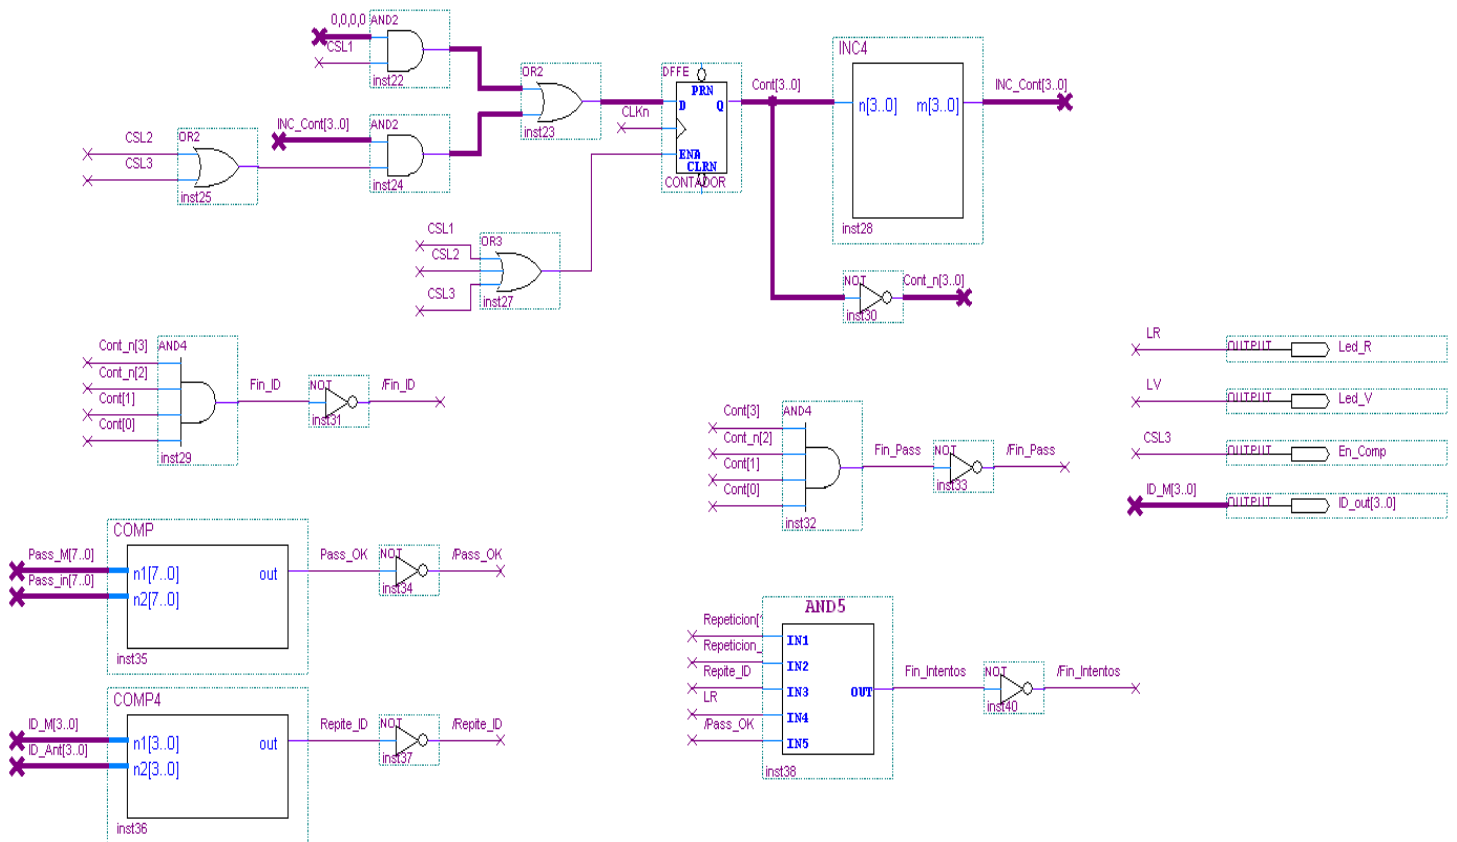 0,0,0,0 AND2
CSL1
inst22
OR2
inst23
INC_Cont[3..0]
AND2
inst24
CSL2
CSL3
OR2
inst25
CLKn
DFFE
PRN
D Q
ENA
CLRN
CONTADOR
Cont[3..0]
INC4
n[3..0] m[3..0]
inst28
INC_Cont[3..0]
CSL1
CSL2
CSL3
OR3
inst27
NOT
inst30
Cont_n[3..0]
Cont_n[3]
Cont_n[2]
Cont[1]
Cont[0]
AND4
inst29
Fin_ID
NOT
inst31
/Fin_ID
Cont[3]
Cont_n[2]
Cont[1]
Cont[0]
AND4
inst32
Fin_Pass
NOT
inst33
/Fin_Pass
LR
OUTPUT
Led_R
LV
OUTPUT
Led_V
CSL3
OUTPUT
En_Comp
ID_M[3..0]
OUTPUT
ID_out[3..0]
COMP
Pass_M[7..0]
Pass_in[7..0]
n1[7..0] out
n2[7..0]
inst35
Pass_OK
NOT
inst34
/Pass_OK
COMP4
ID_M[3..0]
ID_Ant[3..0]
n1[3..0] out
n2[3..0]
inst36
Repite_ID
NOT
inst37
/Repite_ID
AND5
Repeticion[
Repeticion_
Repite_ID
LR
/Pass_OK
IN1
IN2
IN3 OUT
IN4
IN5
inst38
Fin_Intentos
NOT
inst40
/Fin_Intentos